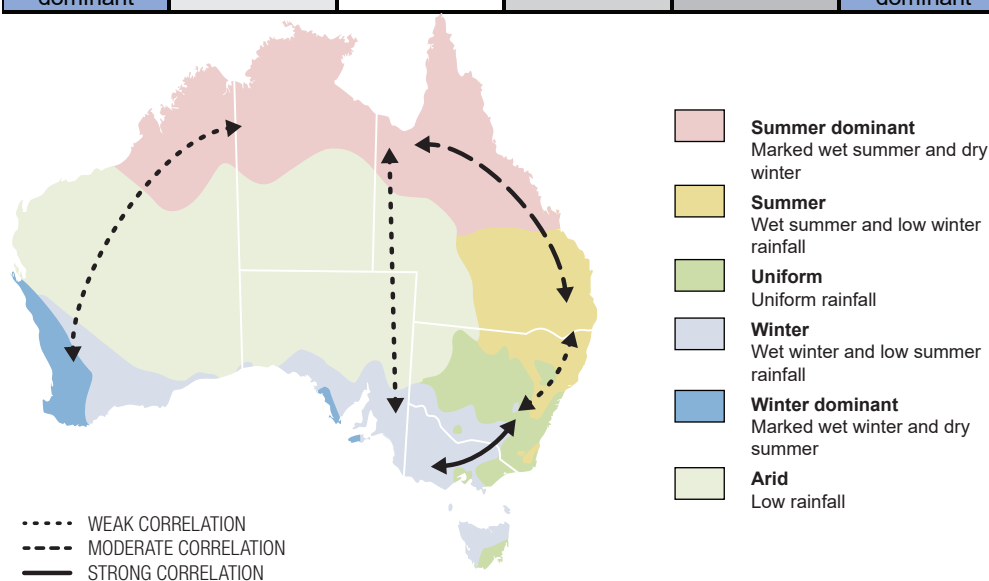 dominant
dominant
Summer dominant
Marked wet summer and dry
winter
Summer
Wet summer and low winter
rainfall
Uniform
Uniform rainfall
Winter
Wet winter and low summer
rainfall
Winter dominant
Marked wet winter and dry
summer
Arid
Low rainfall
WEAK CORRELATION
MODERATE CORRELATION
STRONG CORRELATION